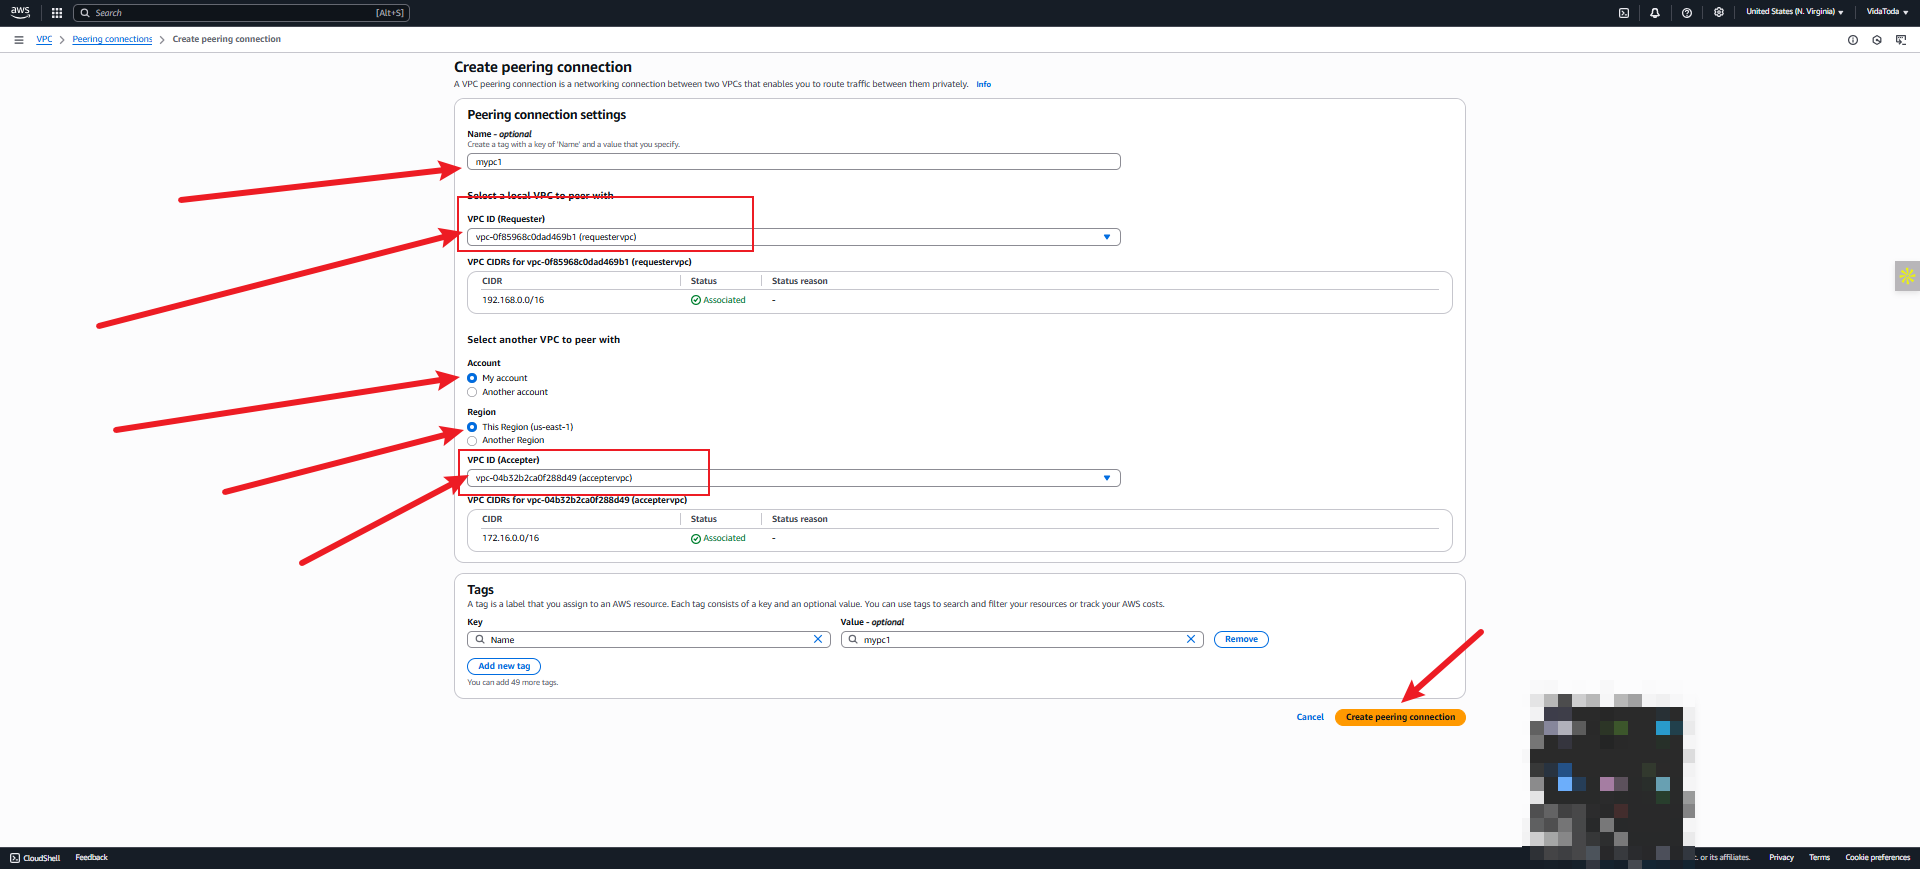 aws
Search [Alt+S]
United States (N. Virginia)
VidaToda
VPC
Peering connections
Create peering connection
Create peering connection
A VPC peering connection is a networking connection between two VPCs that enables you to route traffic between them privately. Info
Peering connection settings
Name - optional
Create a tag with a key of 'Name' and a value that you specify.
mypc1
Select a local VPC to peer with
VPC ID (Requester)
vpc-0f85968c0dad469b1 (requestervpc)
VPC CIDRs for vpc-0f85968c0dad469b1 (requestervpc)
CIDR Status Status reason
192.168.0.0/16 Associated -
Select another VPC to peer with
Account
My account
Another account
Region
This Region (us-east-1)
Another Region
VPC ID (Accepter)
vpc-04b32b2ca0f288d49 (acceptervpc)
VPC CIDRs for vpc-04b32b2ca0f288d49 (acceptervpc)
CIDR Status Status reason
172.16.0.0/16 Associated -
Tags
A tag is a label that you assign to an AWS resource. Each tag consists of a key and an optional value. You can use tags to search and filter your resources or track your AWS costs.
Key Value - optional
Name mypc1 Remove
Add new tag
You can add 49 more tags.
Cancel Create peering connection
CloudShell Feedback or its affiliates. Privacy Terms Cookie preferences